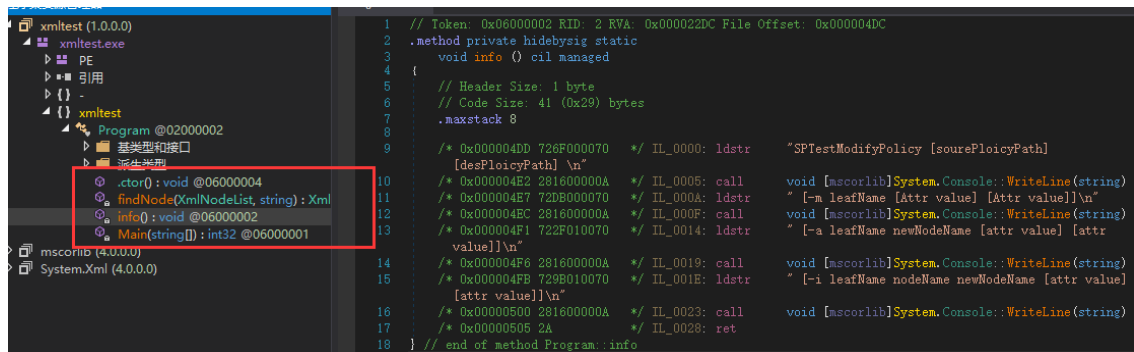 xmltest (1.0.0.0)
xmltest.exe
PE
引用
{} -
{} xmltest
Program @02000002
基类型和接口
派生类型
.ctor() : void @06000004
findNode(XmlNodeList, string) : Xml
info() : void @06000002
Main(string[]) : int32 @06000001
mscorlib (4.0.0.0)
System.Xml (4.0.0.0)
1 // Token: 0x06000002 RID: 2 RVA: 0x000022DC File Offset: 0x000004DC
2 .method private hidebysig static
3 void info () cil managed
4 {
5 // Header Size: 1 byte
6 // Code Size: 41 (0x29) bytes
7 .maxstack 8
8
9 /* 0x000004DD 726F000070 */ IL_0000: ldstr "SPTestModifyPolicy [sourePloicyPath]
[desPloicyPath] \n"
10 /* 0x000004E2 281600000A */ IL_0005: call void [mscorlib]System.Console::WriteLine(string)
11 /* 0x000004E7 72DB000070 */ IL_000A: ldstr " [-m leafName [Attr value] [Attr value]]\n"
12 /* 0x000004EC 281600000A */ IL_000F: call void [mscorlib]System.Console::WriteLine(string)
13 /* 0x000004F1 722F010070 */ IL_0014: ldstr " [-a leafName newNodeName [attr value] [attr
value]]\n"
14 /* 0x000004F6 281600000A */ IL_0019: call void [mscorlib]System.Console::WriteLine(string)
15 /* 0x000004FB 729B010070 */ IL_001E: ldstr " [-i leafName nodeName newNodeName [attr value]
[attr value]]\n"
16 /* 0x00000500 281600000A */ IL_0023: call void [mscorlib]System.Console::WriteLine(string)
17 /* 0x00000505 2A */ IL_0028: ret
18 } // end of method Program::info